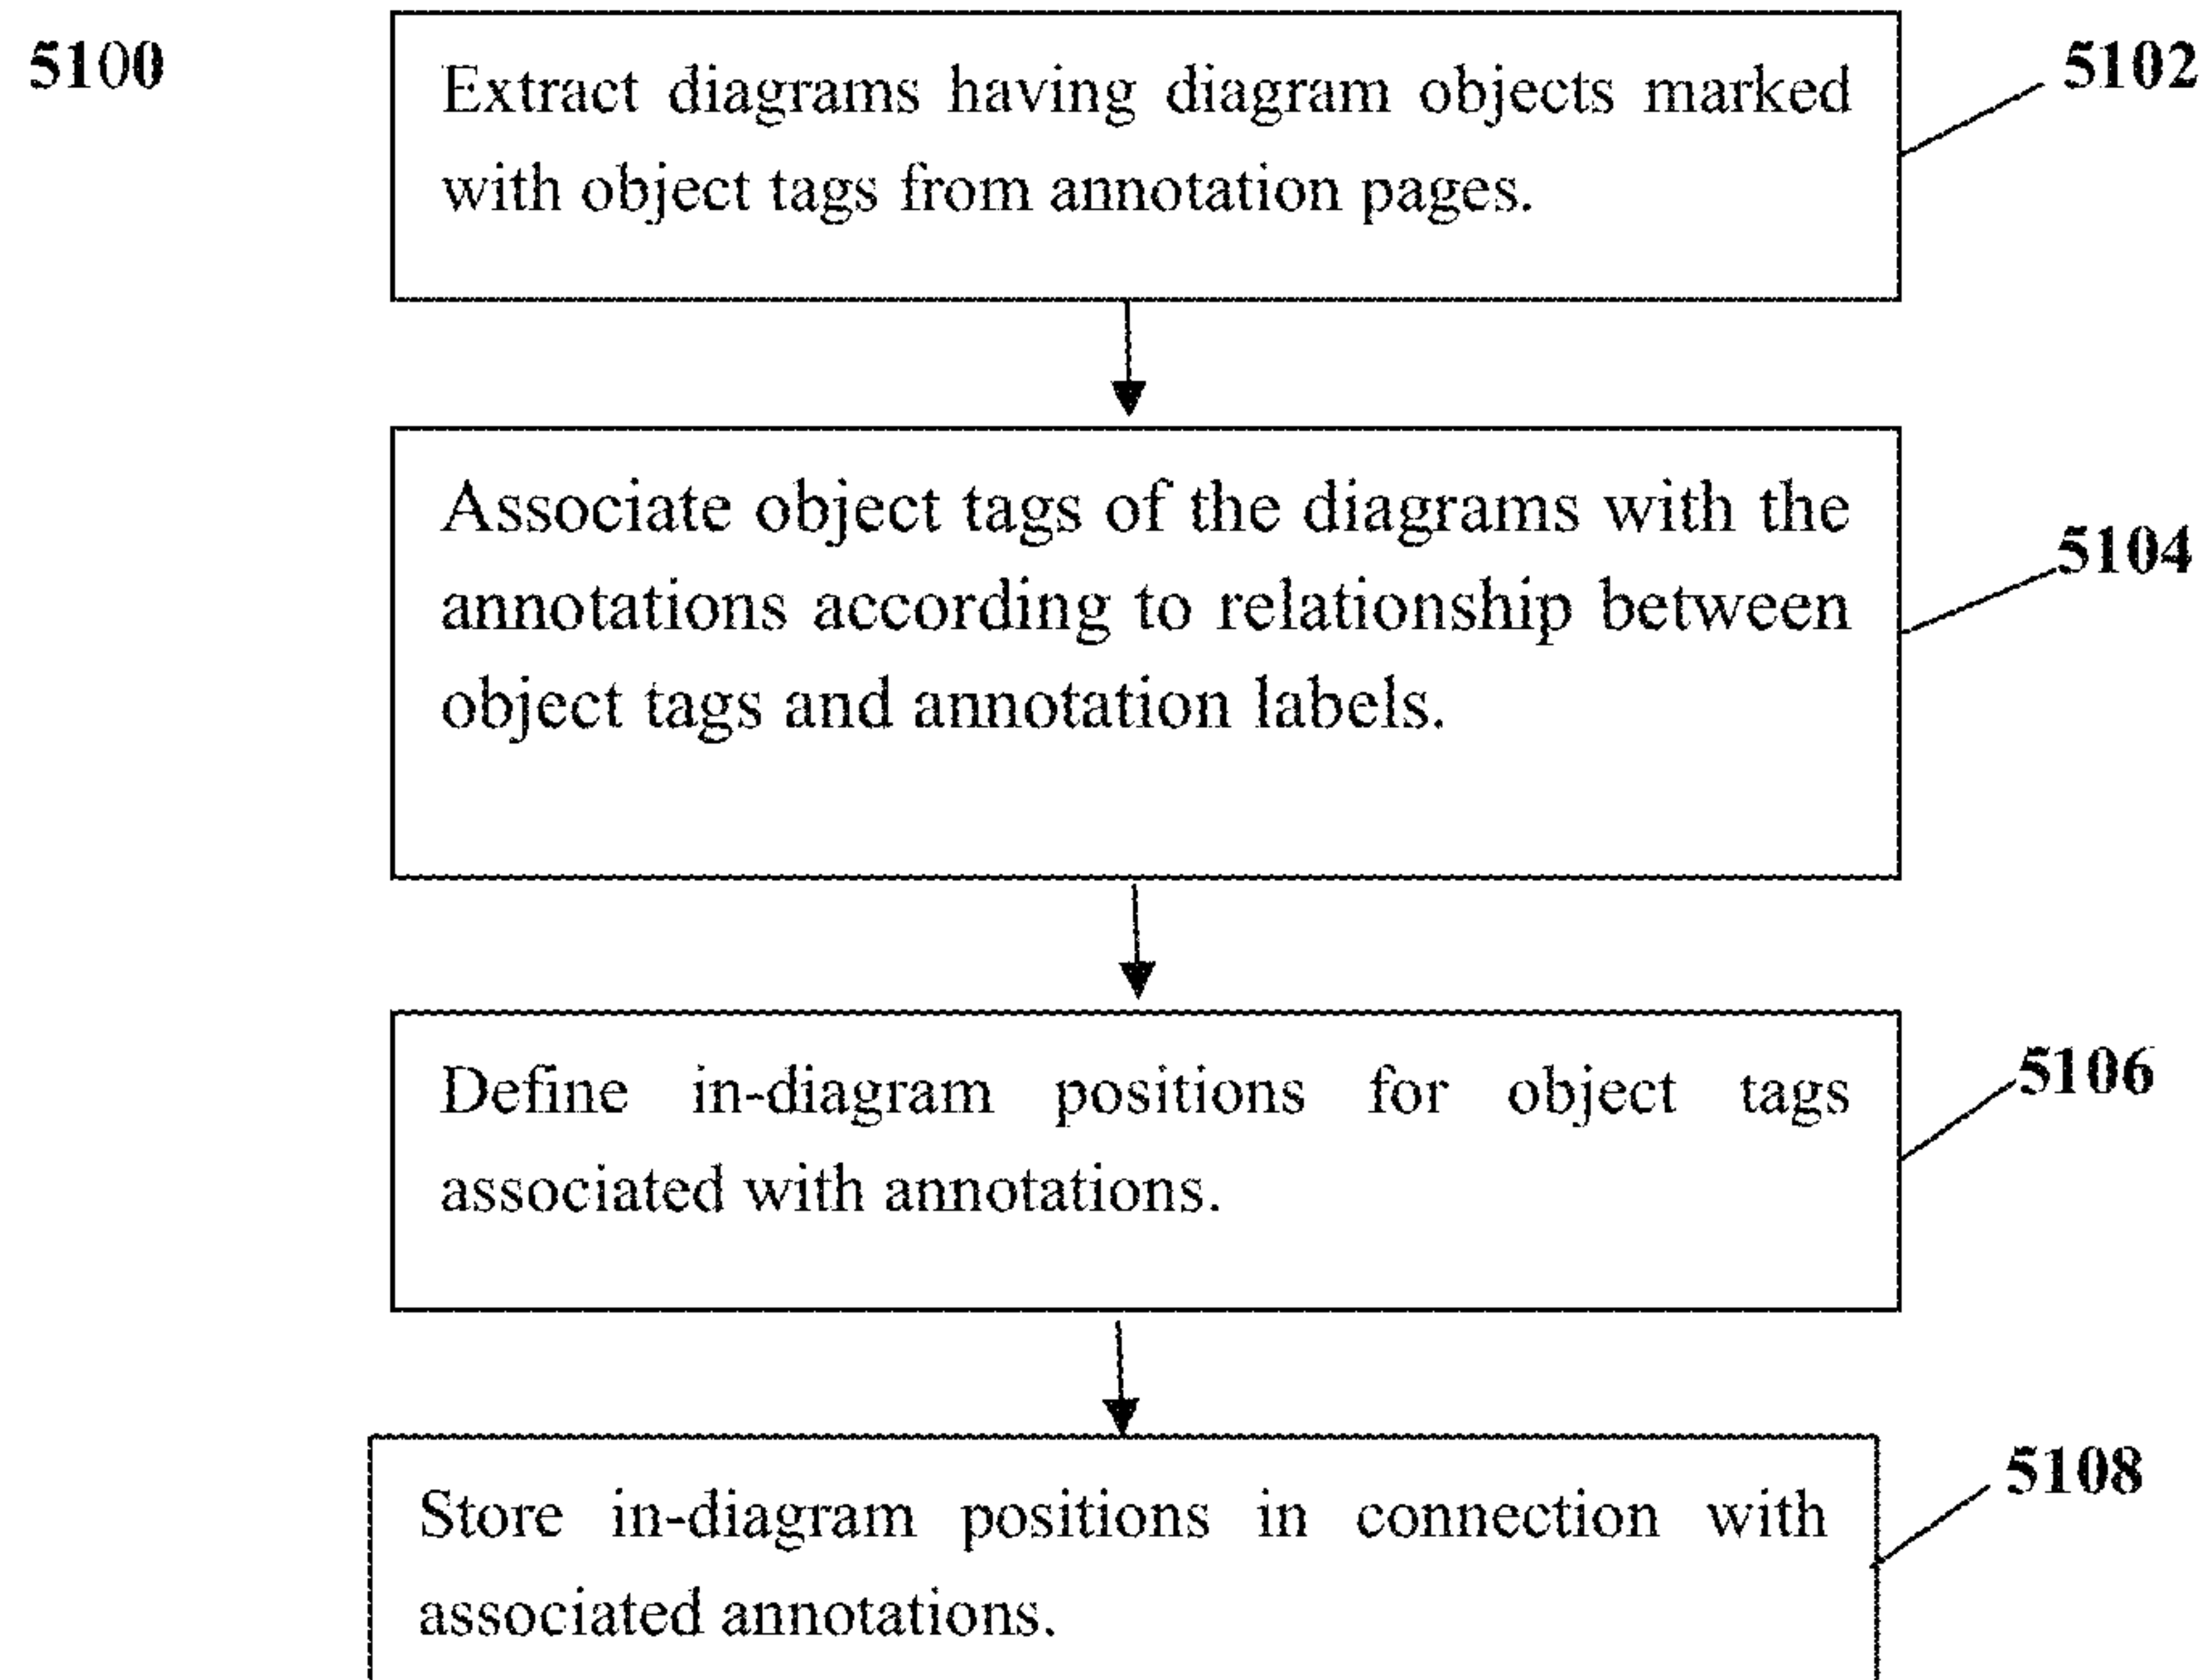 5100
Extract diagrams having diagram objects marked
with object tags from annotation pages.
5102
Associate object tags of the diagrams with the
annotations according to relationship between
object tags and annotation labels.
5104
Define in-diagram positions for object tags
associated with annotations.
5106
Store in-diagram positions in connection with
associated annotations.
5108